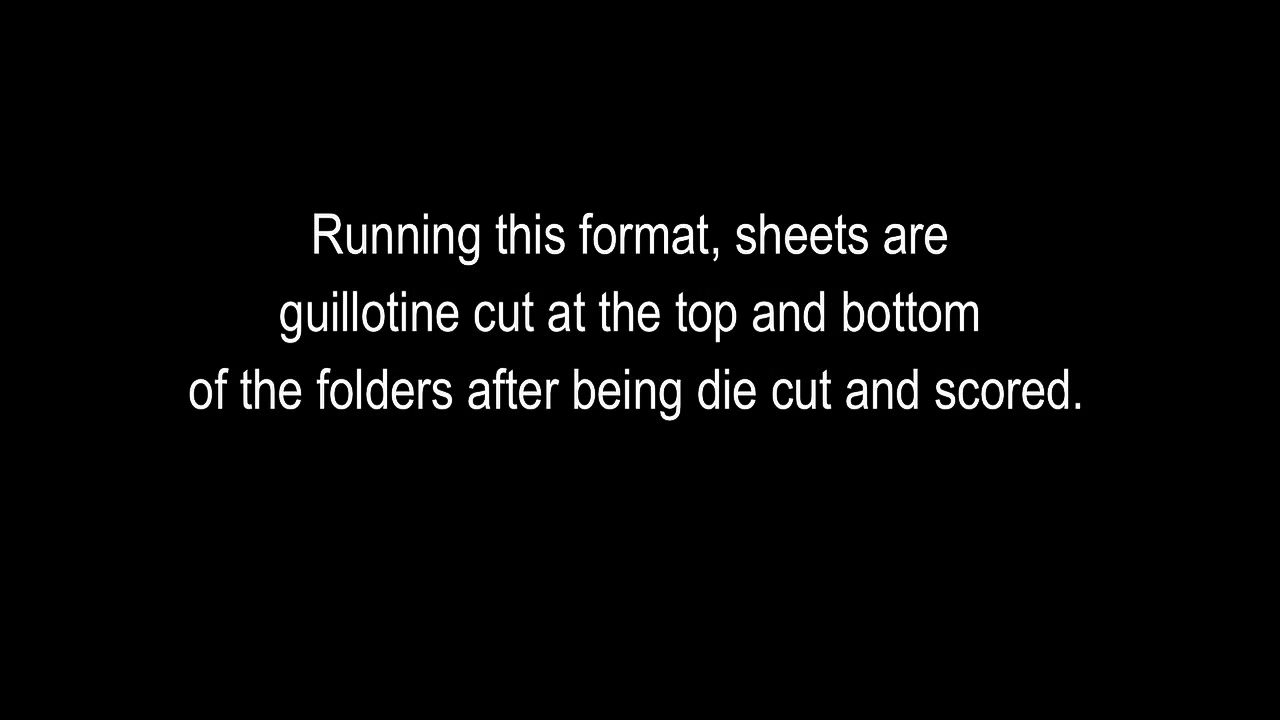 Running this format, sheets are
guillotine cut at the top and bottom
of the folders after being die cut and scored.